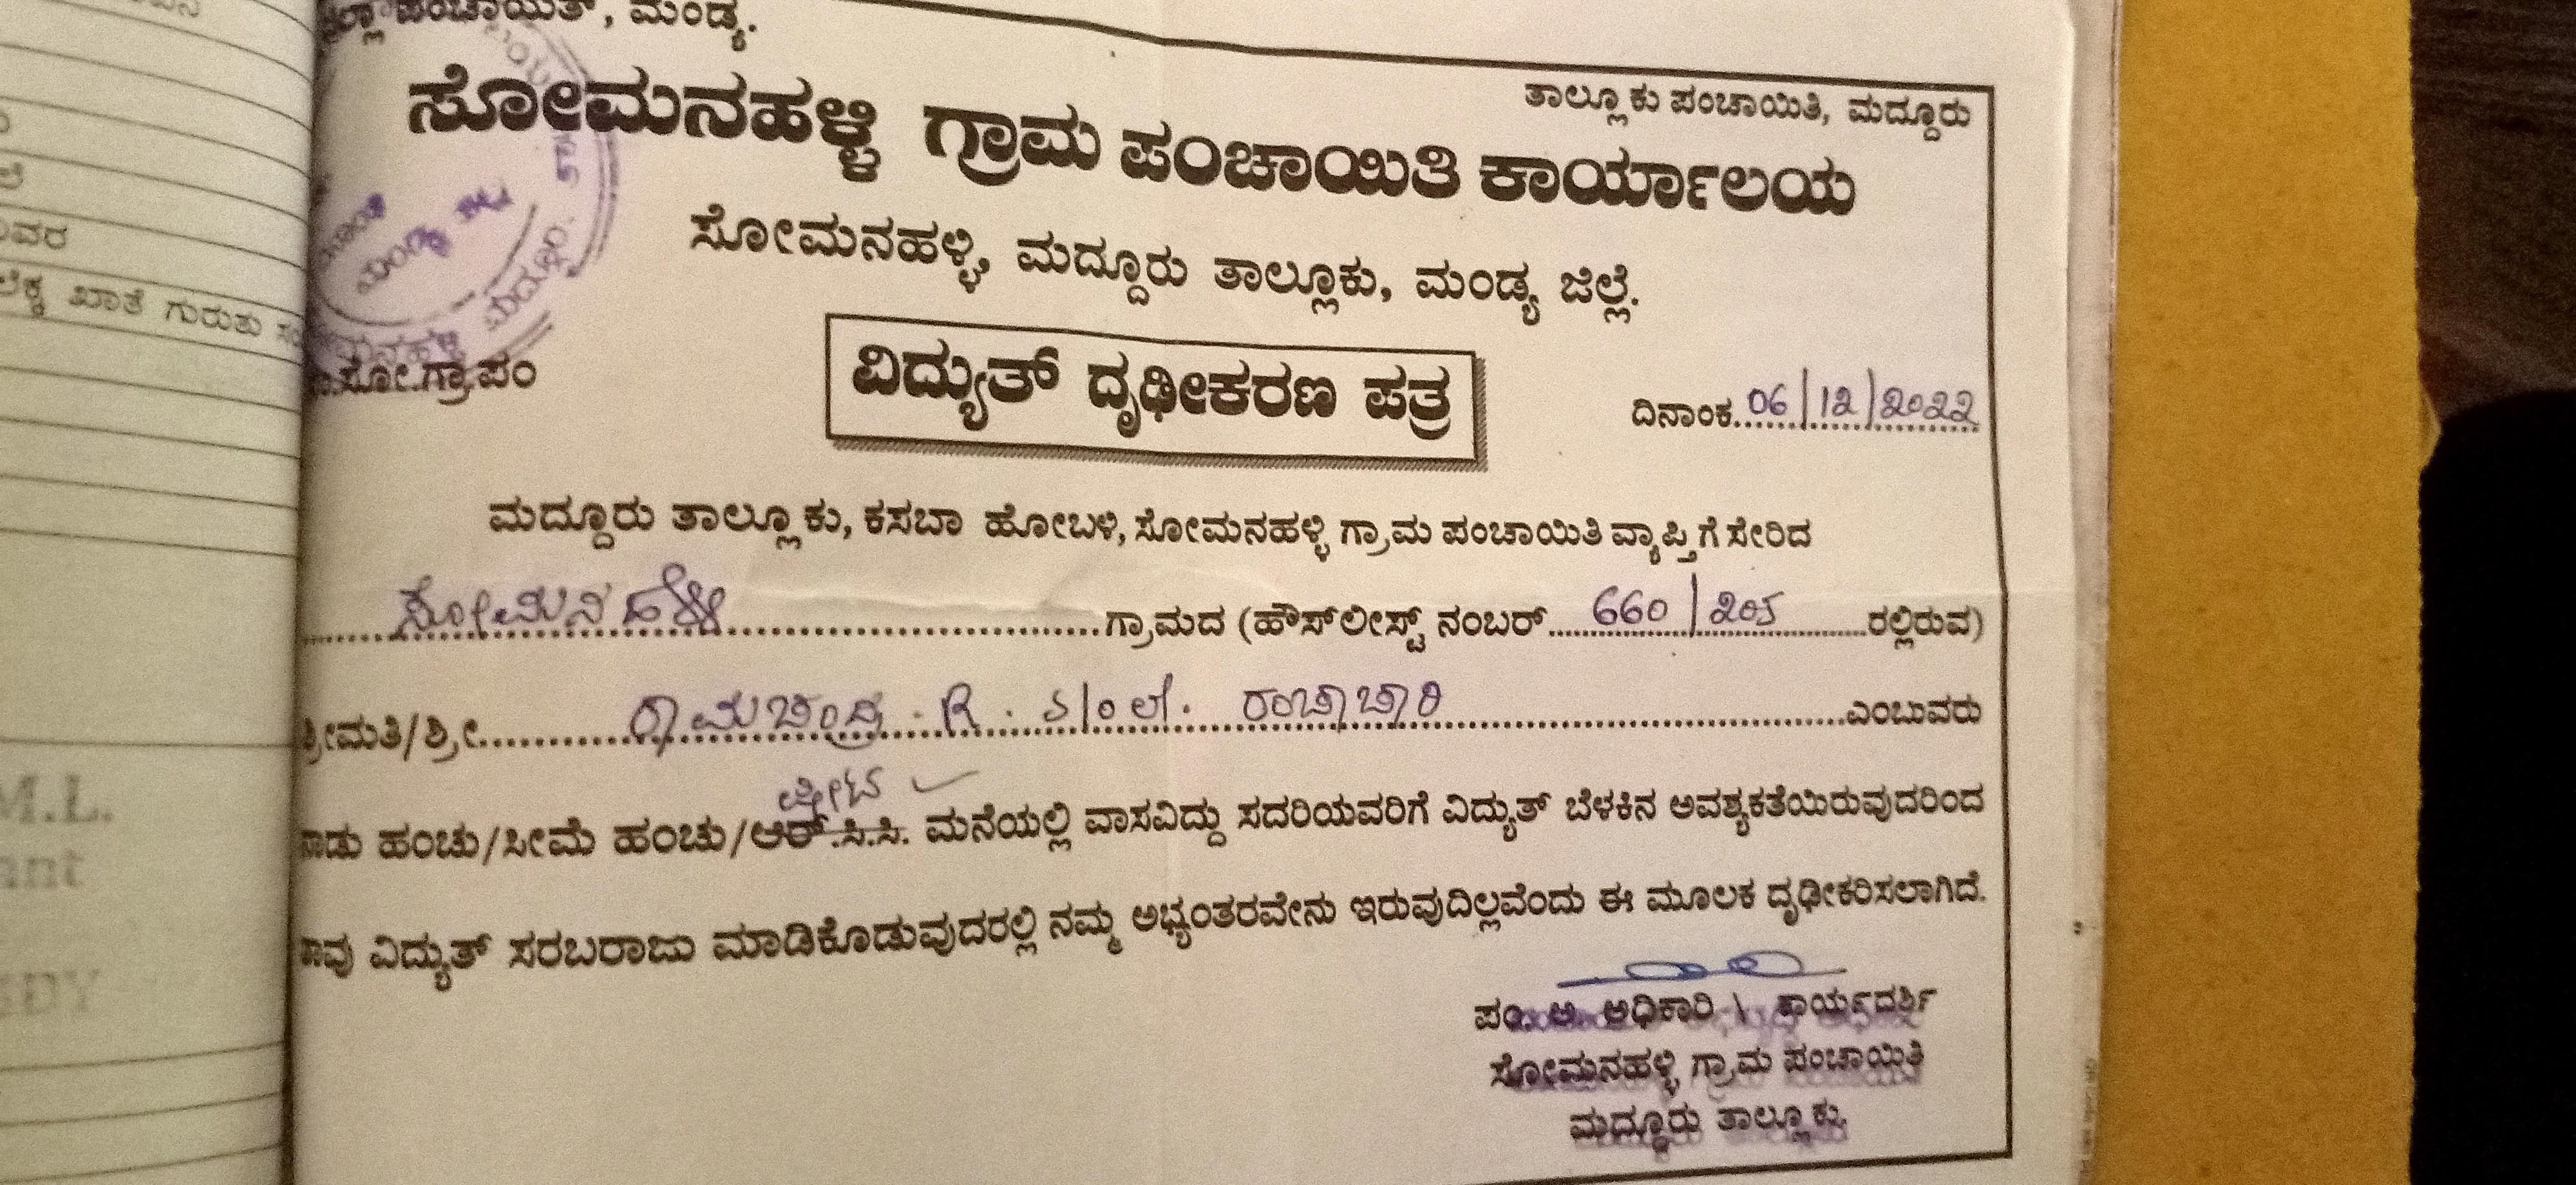 ಪಂಚಾಯಿತ್, ಮಂಡ್ಯ.
ತಾಲ್ಲೂಕು ಪಂಚಾಯಿತಿ, ಮದ್ದೂರು
ಸೋಮನಹಳ್ಳಿ ಗ್ರಾಮ ಪಂಚಾಯಿತಿ ಕಾರ್ಯಾಲಯ
ಸೋಮನಹಳ್ಳಿ, ಮದ್ದೂರು ತಾಲ್ಲೂಕು, ಮಂಡ್ಯ ಜಿಲ್ಲೆ.
ಸೋ.ಗ್ರಾ.ಪಂ
ವಿದ್ಯುತ್ ದೃಢೀಕರಣ ಪತ್ರ
ದಿನಾಂಕ 06/12/2022
ಮದ್ದೂರು ತಾಲ್ಲೂಕು, ಕಸಬಾ ಹೋಬಳಿ, ಸೋಮನಹಳ್ಳಿ ಗ್ರಾಮ ಪಂಚಾಯಿತಿ ವ್ಯಾಪ್ತಿಗೆ ಸೇರಿದ
ಸೋಮನಹಳ್ಳಿ ಗ್ರಾಮದ (ಹೌಸ್‌ಲೀಸ್ಟ್ ನಂಬರ್ 660/205 ರಲ್ಲಿರುವ)
ಶ್ರೀಮತಿ/ಶ್ರೀ ರಾಮಚಂದ್ರ . R . S/o ಲೇ. ರಂಚಾಚಾರಿ ಎಂಬುವರು
ಶೀಟ್
ನಾಡು ಹಂಚು/ಸೀಮೆ ಹಂಚು/ಆರ್.ಸಿ.ಸಿ. ಮನೆಯಲ್ಲಿ ವಾಸವಿದ್ದು ಸದರಿಯವರಿಗೆ ವಿದ್ಯುತ್ ಬೆಳಕಿನ ಅವಶ್ಯಕತೆಯಿರುವುದರಿಂದ
ತಾವು ವಿದ್ಯುತ್ ಸರಬರಾಜು ಮಾಡಿಕೊಡುವುದರಲ್ಲಿ ನಮ್ಮ ಅಭ್ಯಂತರವೇನು ಇರುವುದಿಲ್ಲವೆಂದು ಈ ಮೂಲಕ ದೃಢೀಕರಿಸಲಾಗಿದೆ.
ಪಂ. ಅ. ಅಧಿಕಾರಿ \ ಕಾರ್ಯದರ್ಶಿ
ಸೋಮನಹಳ್ಳಿ ಗ್ರಾಮ ಪಂಚಾಯಿತಿ
ಮದ್ದೂರು ತಾಲ್ಲೂಕು.